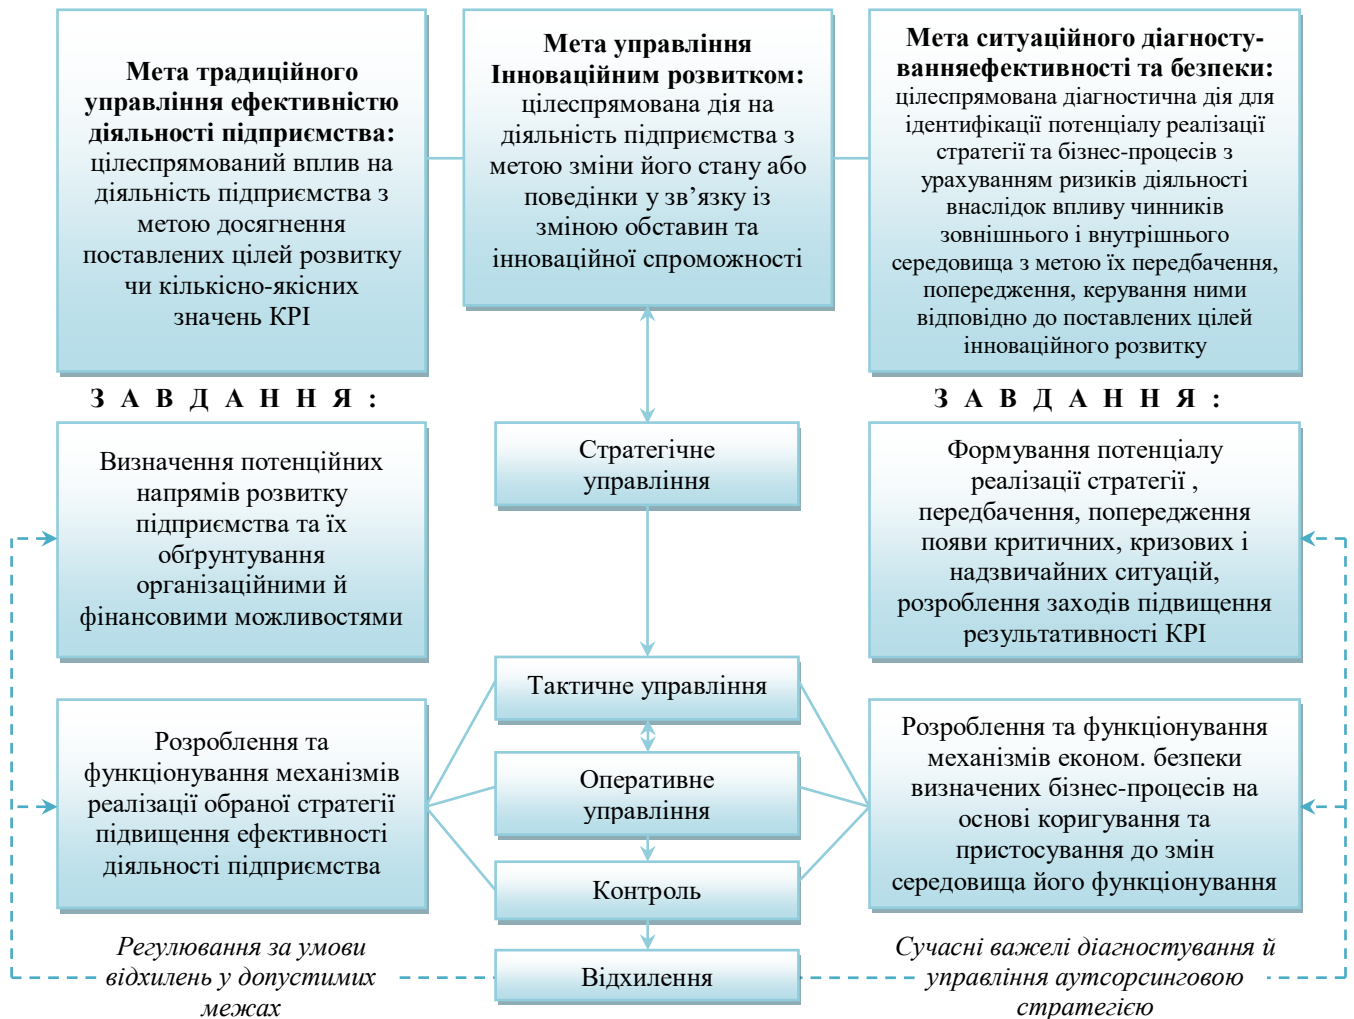 Мета традиційного
управління ефективністю
діяльності підприємства:
цілеспрямований вплив на
діяльність підприємства з
метою досягнення
поставлених цілей розвитку
чи кількісно-якісних
значень КРІ
Мета управління
Інноваційним розвитком:
цілеспрямована дія на
діяльність підприємства з
метою зміни його стану або
поведінки у зв’язку із
зміною обставин та
інноваційної спроможності
Мета ситуаційного діагносту-
ванняефективності та безпеки:
цілеспрямована діагностична дія для
ідентифікації потенціалу реалізації
стратегії та бізнес-процесів з
урахуванням ризиків діяльності
внаслідок впливу чинників
зовнішнього і внутрішнього
середовища з метою їх передбачення,
попередження, керування ними
відповідно до поставлених цілей
інноваційного розвитку
З А В Д А Н Н Я :
З А В Д А Н Н Я :
Визначення потенційних
напрямів розвитку
підприємства та їх
обґрунтування
організаційними й
фінансовими можливостями
Стратегічне
управління
Формування потенціалу
реалізації стратегії ,
передбачення, попередження
появи критичних, кризових і
надзвичайних ситуацій,
розроблення заходів підвищення
результативності КРІ
Розроблення та
функціонування механізмів
реалізації обраної стратегії
підвищення ефективності
діяльності підприємства
Тактичне управління
Оперативне
управління
Контроль
Відхилення
Розроблення та функціонування
механізмів економ. безпеки
визначених бізнес-процесів на
основі коригування та
пристосування до змін
середовища його функціонування
Регулювання за умови
відхилень у допустимих
межах
Сучасні важелі діагностування й
управління аутсорсинговою
стратегією